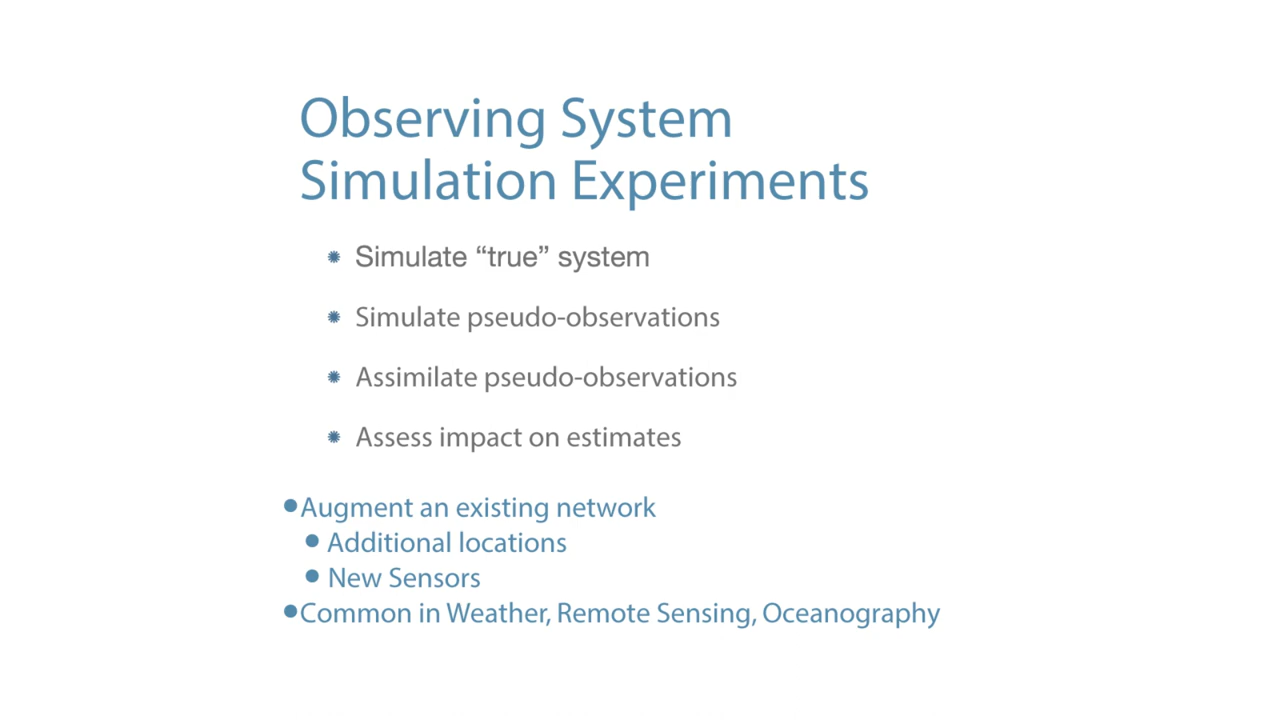 Observing System
Simulation Experiments
Simulate “true” system
Simulate pseudo-observations
Assimilate pseudo-observations
Assess impact on estimates
Augment an existing network
Additional locations
New Sensors
Common in Weather, Remote Sensing, Oceanography